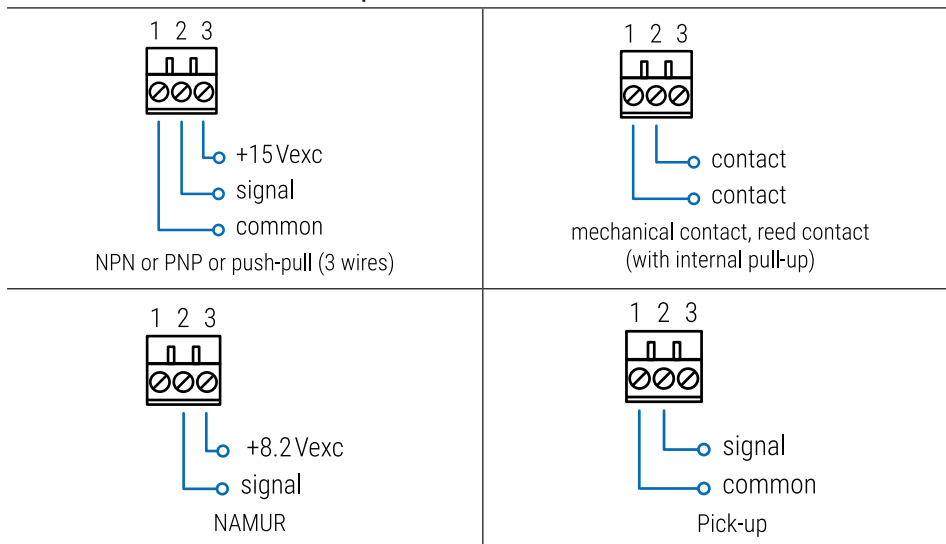 1 2 3
+15 Vexc
signal
common
NPN or PNP or push-pull (3 wires)
1 2 3
contact
contact
mechanical contact, reed contact
(with internal pull-up)
1 2 3
+8.2 Vexc
signal
NAMUR
1 2 3
signal
common
Pick-up